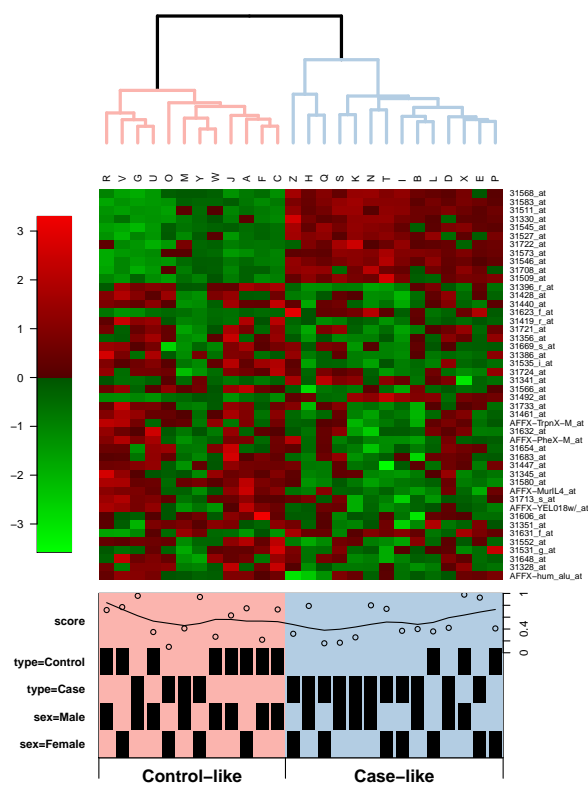 R V G U O M Y W J A F C Z H Q S K N T I B L D X E P
31568_at
31583_at
31511_at
31330_at
31545_at
31527_at
31722_at
31573_at
31546_at
31708_at
31509_at
31396_r_at
31428_at
31440_at
31623_f_at
31419_r_at
31721_at
31356_at
31669_s_at
31386_at
31535_i_at
31724_at
31341_at
31566_at
31492_at
31733_at
31461_at
AFFX−TrpnX−M_at
31632_at
AFFX−PheX−M_at
31654_at
31683_at
31447_at
31345_at
31580_at
AFFX−MurIL4_at
31713_s_at
AFFX−YEL018w/_at
31606_at
31351_at
31631_f_at
31552_at
31531_g_at
31648_at
31328_at
AFFX−hum_alu_at
3
2
1
0
−1
−2
−3
score
0
0.4
1
type=Control
type=Case
sex=Male
sex=Female
Control−like
Case−like